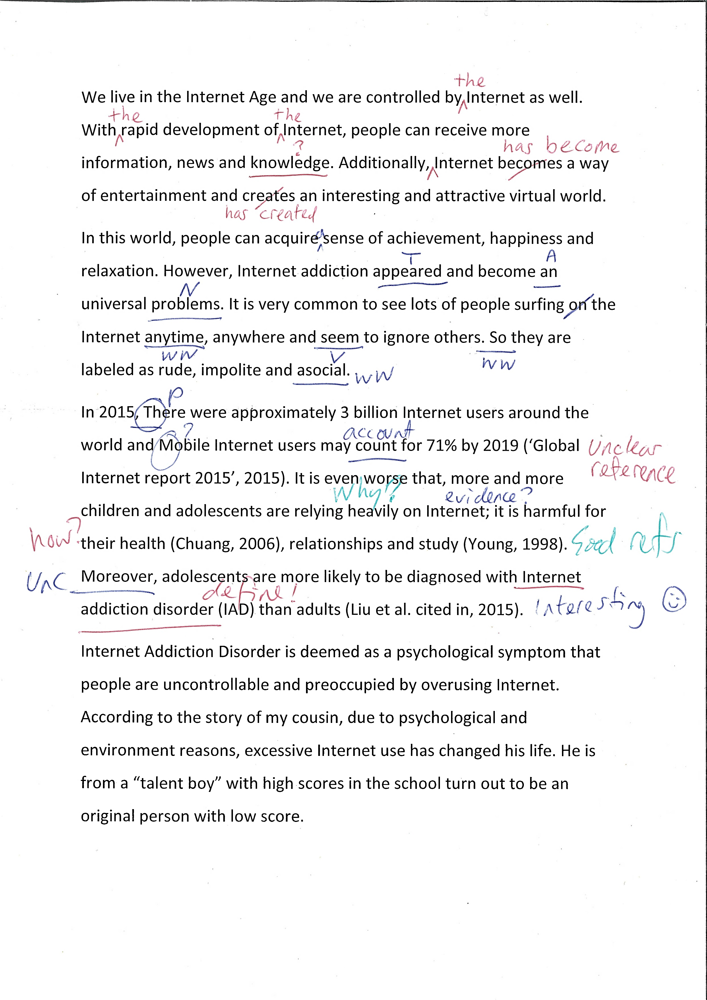 the
We live in the Internet Age and we are controlled by Internet as well.
the the
With rapid development of Internet, people can receive more
? has become
information, news and knowledge. Additionally, Internet becomes a way
of entertainment and creates an interesting and attractive virtual world.
has created
In this world, people can acquire a sense of achievement, happiness and
T A
relaxation. However, Internet addiction appeared and become an
N
universal problems. It is very common to see lots of people surfing on the
Internet anytime, anywhere and seem to ignore others. So they are
WW V WW
labeled as rude, impolite and asocial. WW
P
In 2015, There were approximately 3 billion Internet users around the
? account
world and Mobile Internet users may count for 71% by 2019 (‘Global Unclear
Internet report 2015’, 2015). It is even worse that, more and more reference
Why? evidence?
children and adolescents are relying heavily on Internet; it is harmful for
how? their health (Chuang, 2006), relationships and study (Young, 1998). Good refs
UnC Moreover, adolescents are more likely to be diagnosed with Internet
define!
addiction disorder (IAD) than adults (Liu et al. cited in, 2015). Interesting
Internet Addiction Disorder is deemed as a psychological symptom that
people are uncontrollable and preoccupied by overusing Internet.
According to the story of my cousin, due to psychological and
environment reasons, excessive Internet use has changed his life. He is
from a “talent boy” with high scores in the school turn out to be an
original person with low score.